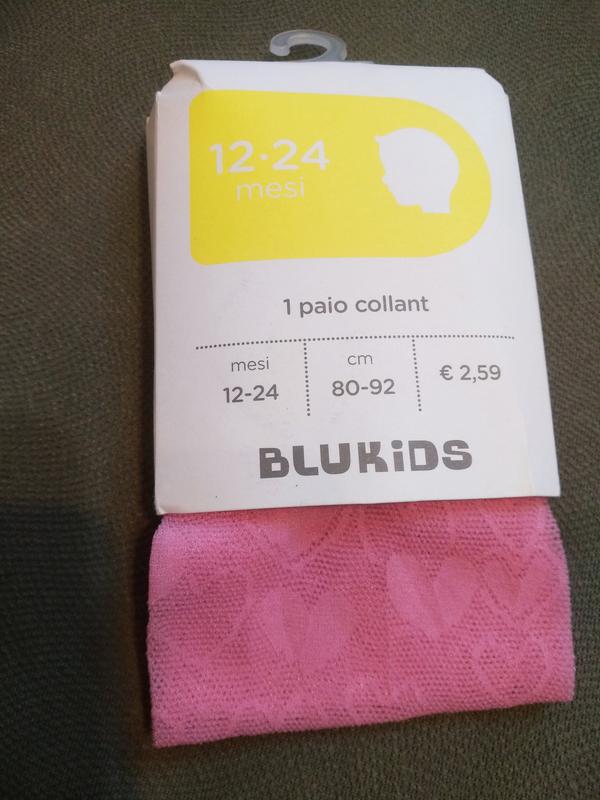 12·24
mesi
1 paio collant
mesi
12-24
cm
80-92
€ 2,59
BLUKiDS